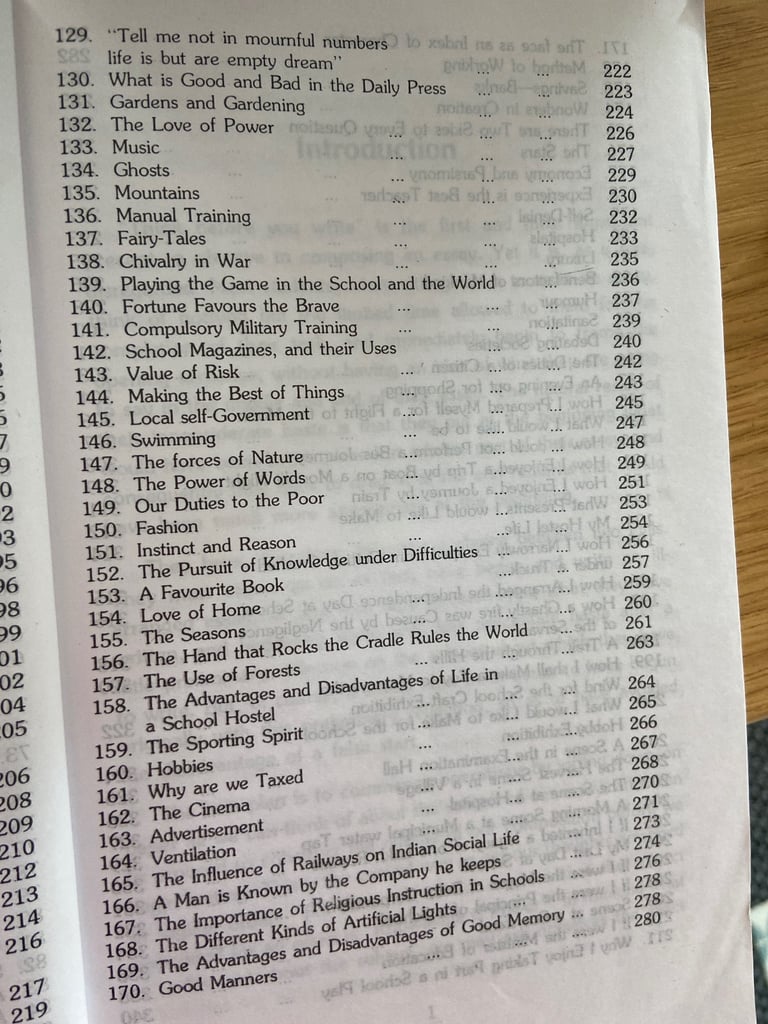 206
208
209
210
212
213
214
216
217
219
129. "Tell me not in mournful numbers
life is but are empty dream" ... ... 222
130. What is Good and Bad in the Daily Press ... 223
131. Gardens and Gardening ... ... 224
132. The Love of Power ... ... ... 226
133. Music ... ... ... 227
134. Ghosts ... ... ... 229
135. Mountains ... ... ... 230
136. Manual Training ... ... ... 232
137. Fairy-Tales ... ... ... 233
138. Chivalry in War ... ... ... 235
139. Playing the Game in the School and the World 236
140. Fortune Favours the Brave ... ... ... 237
141. Compulsory Military Training ... ... ... 239
142. School Magazines, and their Uses ... ... 240
143. Value of Risk ... ... ... 242
144. Making the Best of Things ... ... ... 243
145. Local self-Government ... ... ... 245
146. Swimming ... ... ... 247
147. The forces of Nature ... ... ... 248
148. The Power of Words ... ... ... 249
149. Our Duties to the Poor ... ... ... 251
150. Fashion ... ... ... 253
151. Instinct and Reason ... ... ... 254
152. The Pursuit of Knowledge under Difficulties ... ... 256
153. A Favourite Book ... ... 257
154. Love of Home ... ... ... 259
155. The Seasons ... ... ... 260
156. The Hand that Rocks the Cradle Rules the World ... 261
157. The Use of Forests ... ... ... 263
158. The Advantages and Disadvantages of Life in
a School Hostel ... ... ... 264
159. The Sporting Spirit ... ... ... 265
160. Hobbies ... ... ... 266
161. Why are we Taxed ... ... ... 267
162. The Cinema ... ... ... 268
163. Advertisement ... ... ... 270
164. Ventilation ... ... ... 271
165. The Influence of Railways on Indian Social Life ... 273
166. A Man is Known by the Company he keeps ... ... 274
167. The Importance of Religious Instruction in Schools ... 276
168. The Different Kinds of Artificial Lights ... ... 278
169. The Advantages and Disadvantages of Good Memory ... 278
170. Good Manners ... ... ... 280